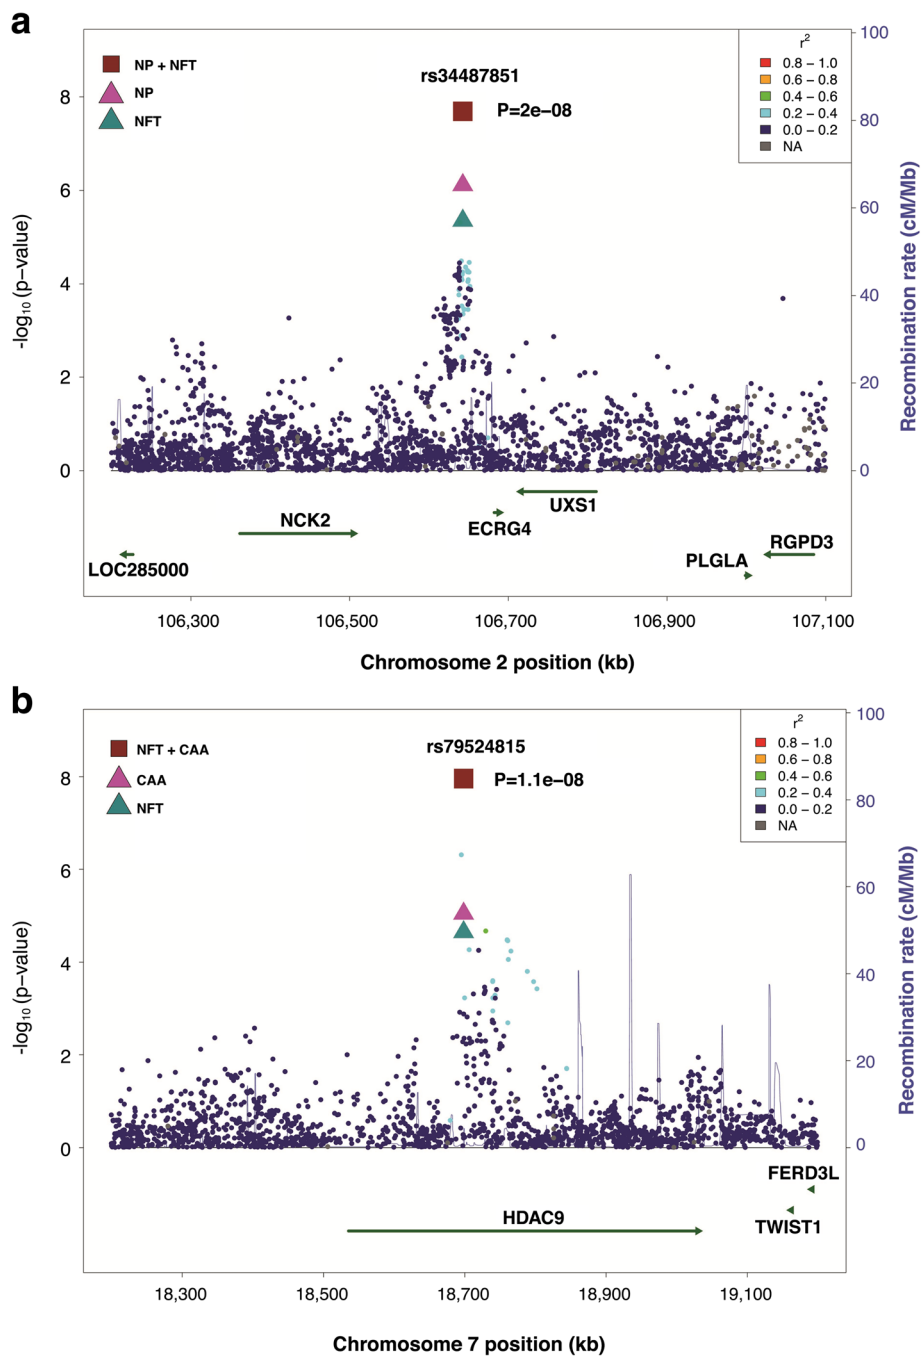 a
NP + NFT
NP
NFT
rs34487851
P=2e−08
r2
0.8 − 1.0
0.6 − 0.8
0.4 − 0.6
0.2 − 0.4
0.0 − 0.2
NA
8
6
4
2
0
-log10 (p−value)
100
80
60
40
20
0
Recombination rate (cM/Mb)
UXS1
NCK2
ECRG4
RGPD3
PLGLA
LOC285000
106,300
106,500
106,700
106,900
107,100
Chromosome 2 position (kb)
b
NFT + CAA
CAA
NFT
rs79524815
P=1.1e−08
r2
0.8 − 1.0
0.6 − 0.8
0.4 − 0.6
0.2 − 0.4
0.0 − 0.2
NA
8
6
4
2
0
-log10 (p−value)
100
80
60
40
20
0
Recombination rate (cM/Mb)
FERD3L
HDAC9
TWIST1
18,300
18,500
18,700
18,900
19,100
Chromosome 7 position (kb)